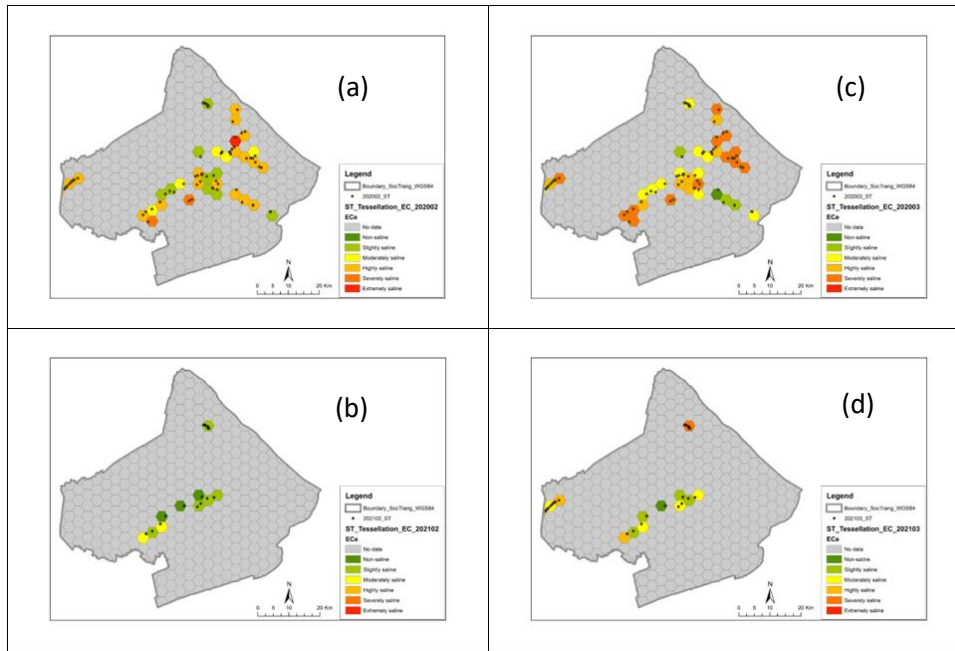 (a)
Legend
Boundary_SocTrang_WGS84
202002_ST
ST_Tessellation_EC_202002
ECe
No data
Non-saline
Slightly saline
Moderately saline
Highly saline
Severely saline
Extremely saline
N
0 5 10 20 Km
(c)
Legend
Boundary_SocTrang_WGS84
202003_ST
ST_Tessellation_EC_202003
ECe
No data
Non-saline
Slightly saline
Moderately saline
Highly saline
Severely saline
Extremely saline
N
0 5 10 20 Km
(b)
Legend
Boundary_SocTrang_WGS84
202102_ST
ST_Tessellation_EC_202102
ECe
No data
Non-saline
Slightly saline
Moderately saline
Highly saline
Severely saline
Extremely saline
N
0 5 10 20 Km
(d)
Legend
Boundary_SocTrang_WGS84
202103_ST
ST_Tessellation_EC_202103
ECe
No data
Non-saline
Slightly saline
Moderately saline
Highly saline
Severely saline
Extremely saline
N
0 5 10 20 Km